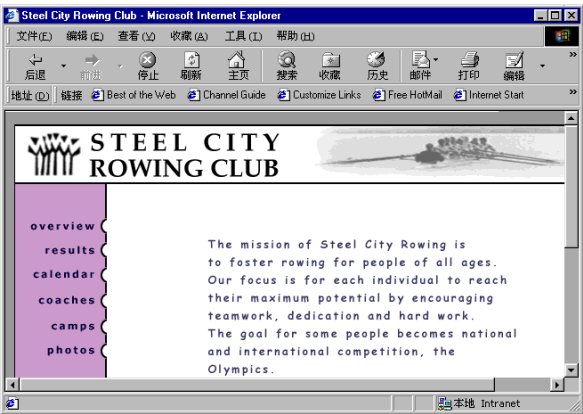 Steel City Rowing Club - Microsoft Internet Explorer
文件(F) 编辑(E) 查看(V) 收藏(A) 工具(T) 帮助(H)
后退 前进 停止 刷新 主页 搜索 收藏 历史 邮件 打印 编辑 »
地址(D) 链接 Best of the Web Channel Guide Customize Links Free HotMail Internet Start »
STEEL CITY
ROWING CLUB
overview
results
calendar
coaches
camps
photos
The mission of Steel City Rowing is
to foster rowing for people of all ages.
Our focus is for each individual to reach
their maximum potential by encouraging
teamwork, dedication and hard work.
The goal for some people becomes national
and international competition, the
Olympics.
本地 Intranet